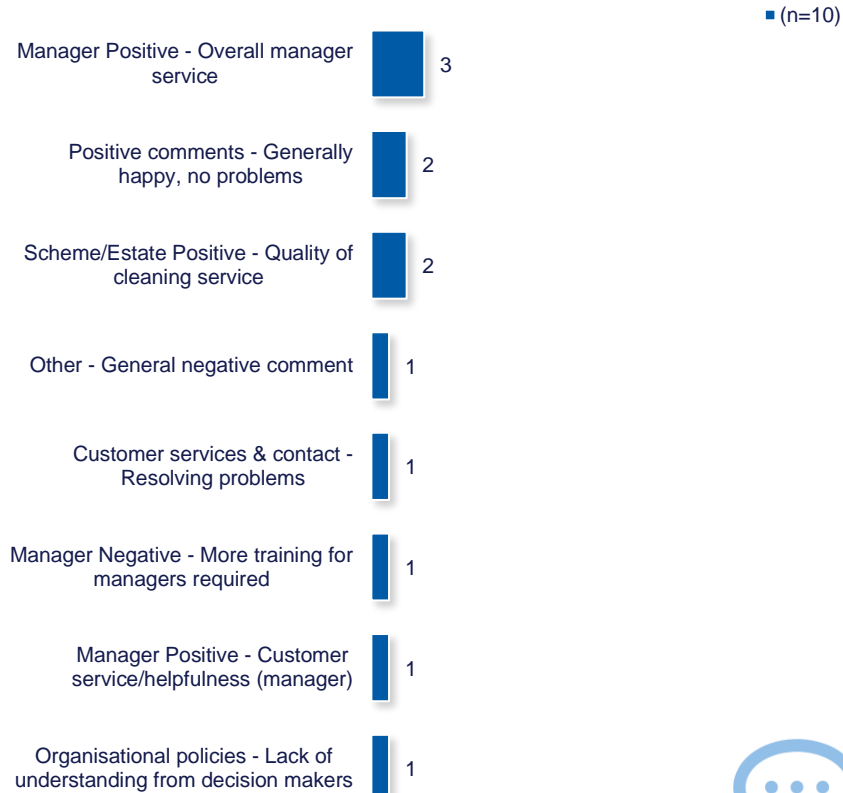 (n=10)
Manager Positive - Overall manager
service
3
Positive comments - Generally
happy, no problems
2
Scheme/Estate Positive - Quality of
cleaning service
2
Other - General negative comment
1
Customer services & contact -
Resolving problems
1
Manager Negative - More training for
managers required
1
Manager Positive - Customer
service/helpfulness (manager)
1
Organisational policies - Lack of
understanding from decision makers
1